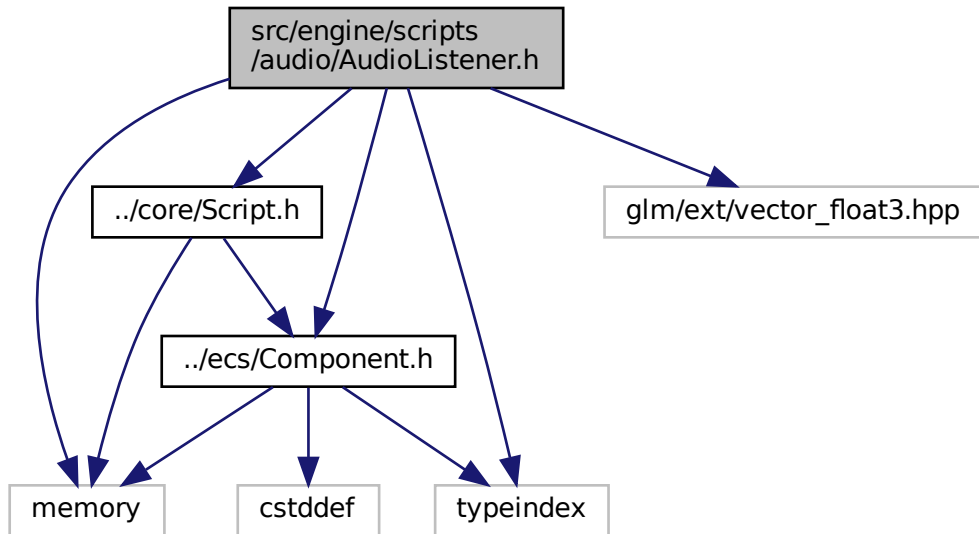 src/engine/scripts
/audio/AudioListener.h
../core/Script.h
glm/ext/vector_float3.hpp
../ecs/Component.h
memory
cstddef
typeindex